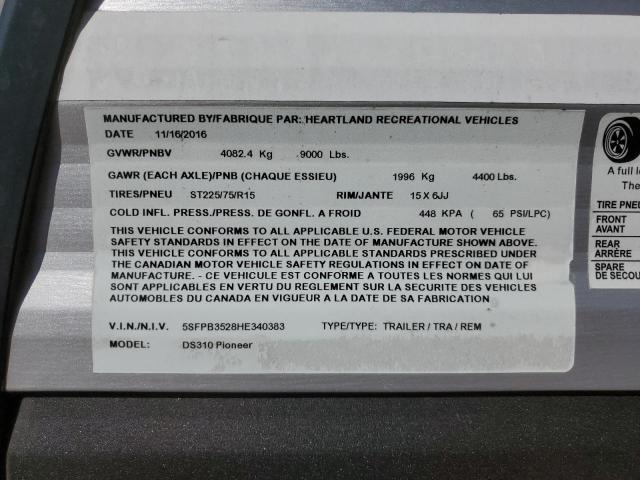 MANUFACTURED BY/FABRIQUE PAR: HEARTLAND RECREATIONAL VEHICLES
DATE 11/16/2016
GVWR/PNBV 4082.4 Kg 9000 Lbs.
GAWR (EACH AXLE)/PNB (CHAQUE ESSIEU) 1996 Kg 4400 Lbs.
TIRES/PNEU ST225/75/R15 RIM/JANTE 15 X 6JJ
COLD INFL. PRESS./PRESS. DE GONFL. A FROID 448 KPA ( 65 PSI/LPC)
THIS VEHICLE CONFORMS TO ALL APPLICABLE U.S. FEDERAL MOTOR VEHICLE
SAFETY STANDARDS IN EFFECT ON THE DATE OF MANUFACTURE SHOWN ABOVE.
THIS VEHICLE CONFORMS TO ALL APPLICABLE STANDARDS PRESCRIBED UNDER
THE CANADIAN MOTOR VEHICLE SAFETY REGULATIONS IN EFFECT ON DATE OF
MANUFACTURE. - CE VEHICULE EST CONFORME A TOUTES LES NORMES QUI LUI
SONT APPLICABLES EN VERTU DU REGLEMENT SUR LA SECURITE DES VEHICLES
AUTOMOBILES DU CANADA EN VIGUEUR A LA DATE DE SA FABRICATION
V.I.N./N.I.V. 5SFPB3528HE340383 TYPE/TYPE: TRAILER / TRA / REM
MODEL: DS310 Pioneer
A full lo
The
TIRE PNEU
FRONT
AVANT
REAR
ARRIÈRE
SPARE
DE SECOU